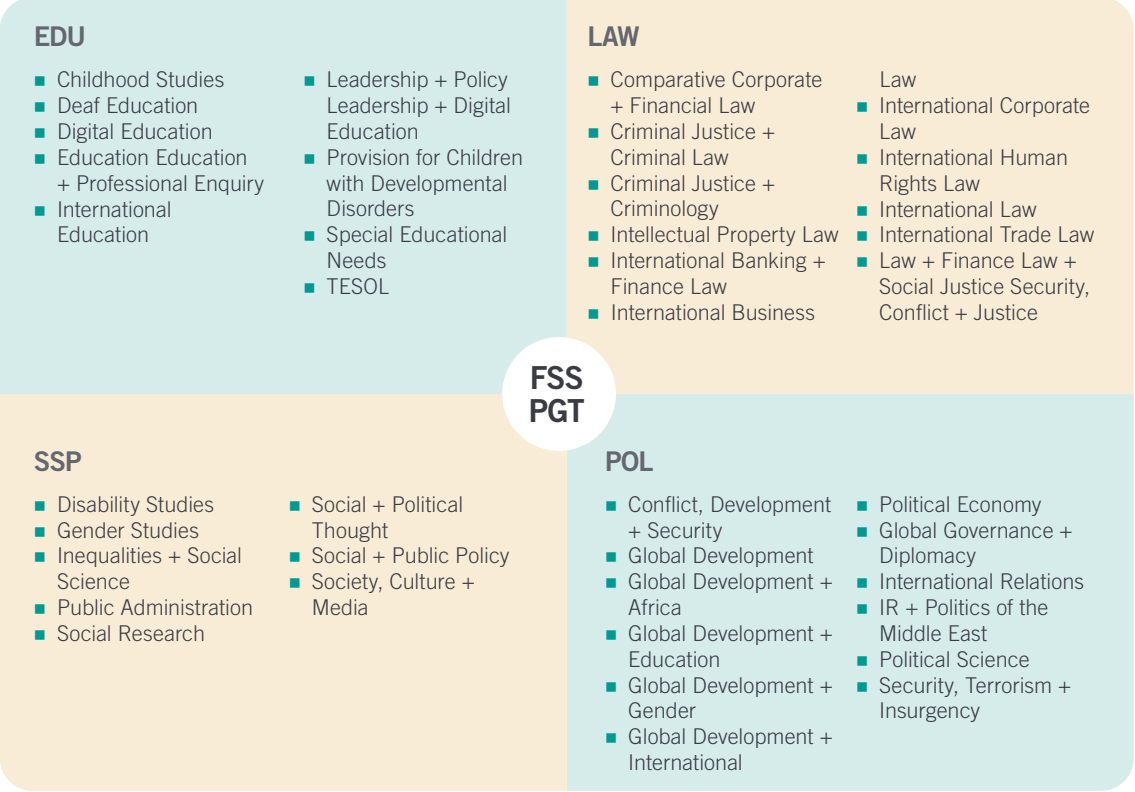 EDU
■ Childhood Studies
■ Deaf Education
■ Digital Education
■ Education Education
+ Professional Enquiry
■ International
Education
■ Leadership + Policy
Leadership + Digital
Education
■ Provision for Children
with Developmental
Disorders
■ Special Educational
Needs
■ TESOL
LAW
■ Comparative Corporate
+ Financial Law
■ Criminal Justice +
Criminal Law
■ Criminal Justice +
Criminology
■ Intellectual Property Law
■ International Banking +
Finance Law
■ International Business
Law
■ International Corporate
Law
■ International Human
Rights Law
■ International Law
■ International Trade Law
■ Law + Finance Law +
Social Justice Security,
Conflict + Justice
FSS
PGT
SSP
■ Disability Studies
■ Gender Studies
■ Inequalities + Social
Science
■ Public Administration
■ Social Research
■ Social + Political
Thought
■ Social + Public Policy
■ Society, Culture +
Media
POL
■ Conflict, Development
+ Security
■ Global Development
■ Global Development +
Africa
■ Global Development +
Education
■ Global Development +
Gender
■ Global Development +
International
■ Political Economy
■ Global Governance +
Diplomacy
■ International Relations
■ IR + Politics of the
Middle East
■ Political Science
■ Security, Terrorism +
Insurgency